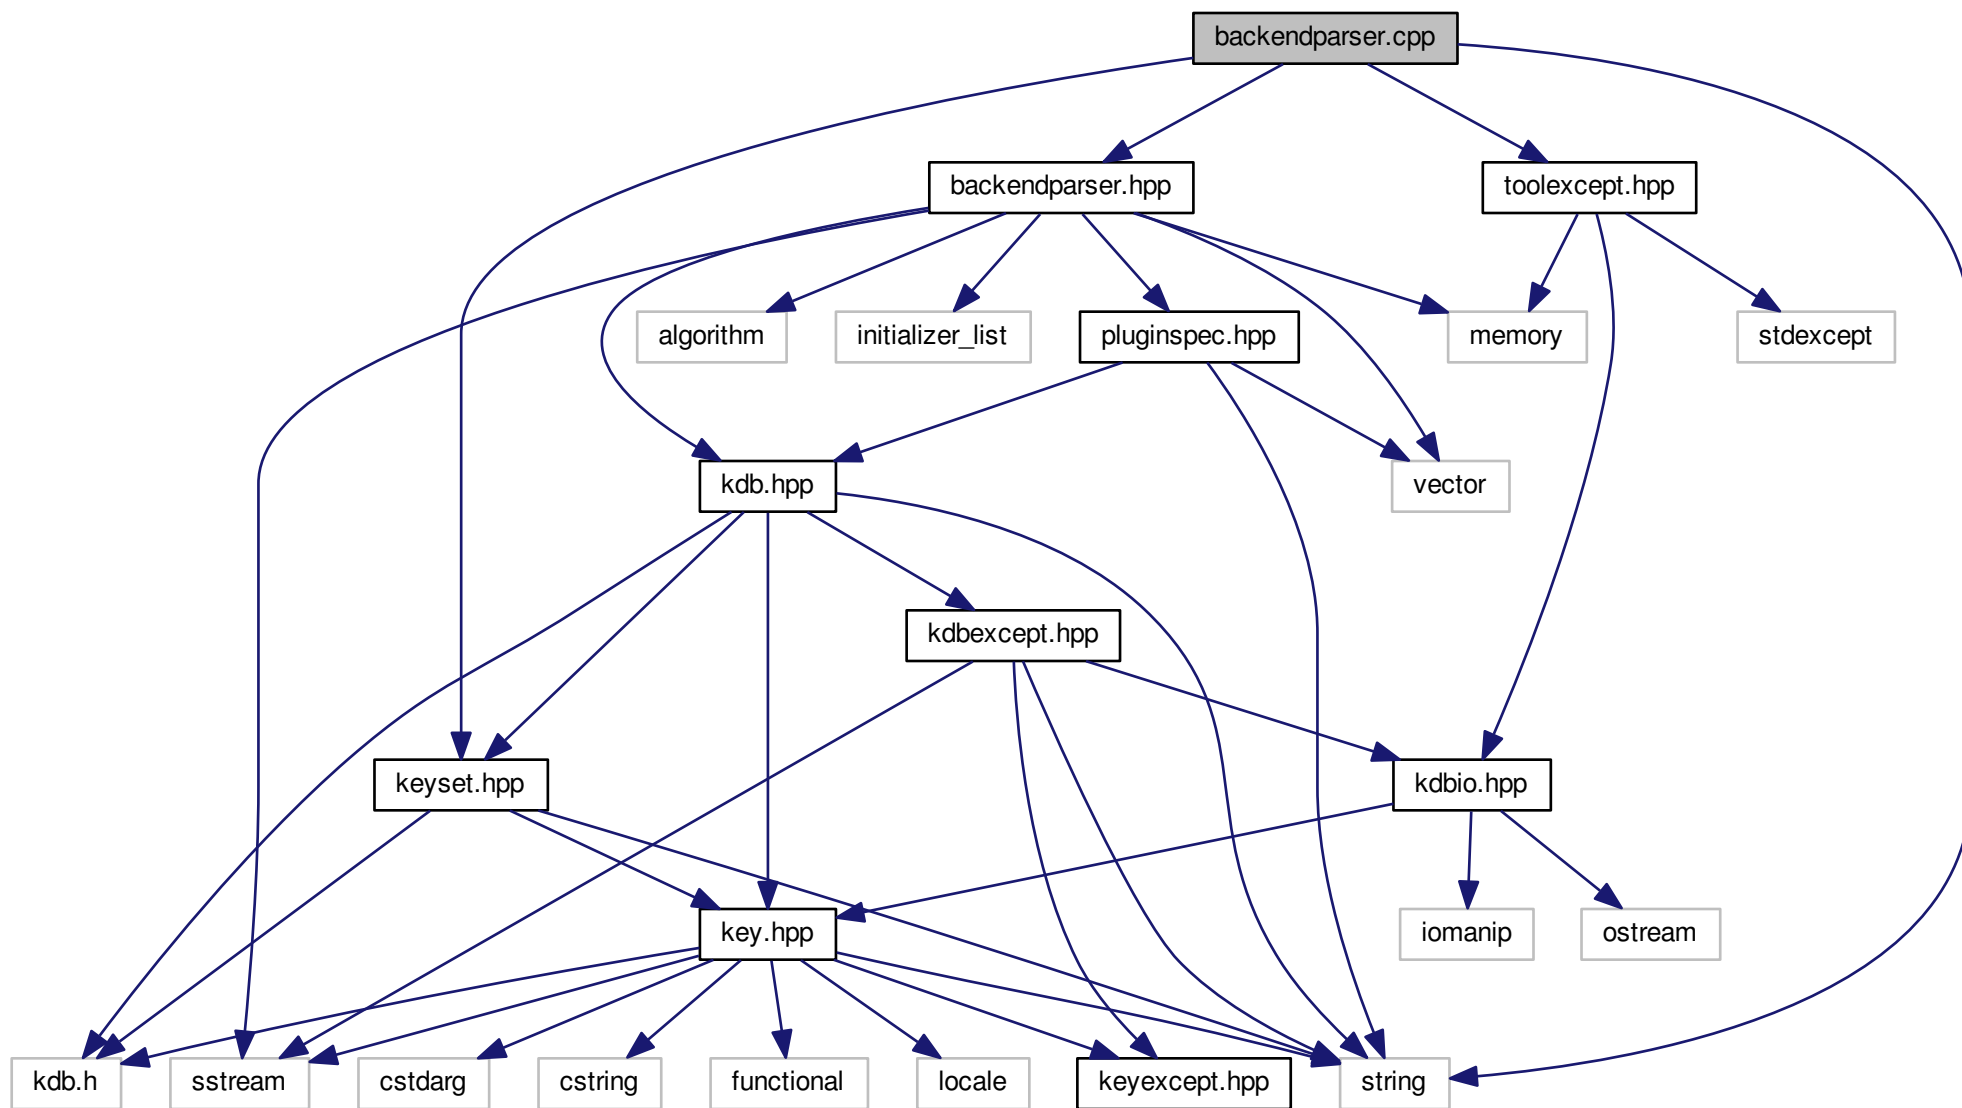 backendparser.cpp
backendparser.hpp
toolexcept.hpp
algorithm
initializer_list
pluginspec.hpp
memory
stdexcept
kdb.hpp
vector
kdbexcept.hpp
keyset.hpp
kdbio.hpp
key.hpp
iomanip
ostream
kdb.h
sstream
cstdarg
cstring
functional
locale
keyexcept.hpp
string